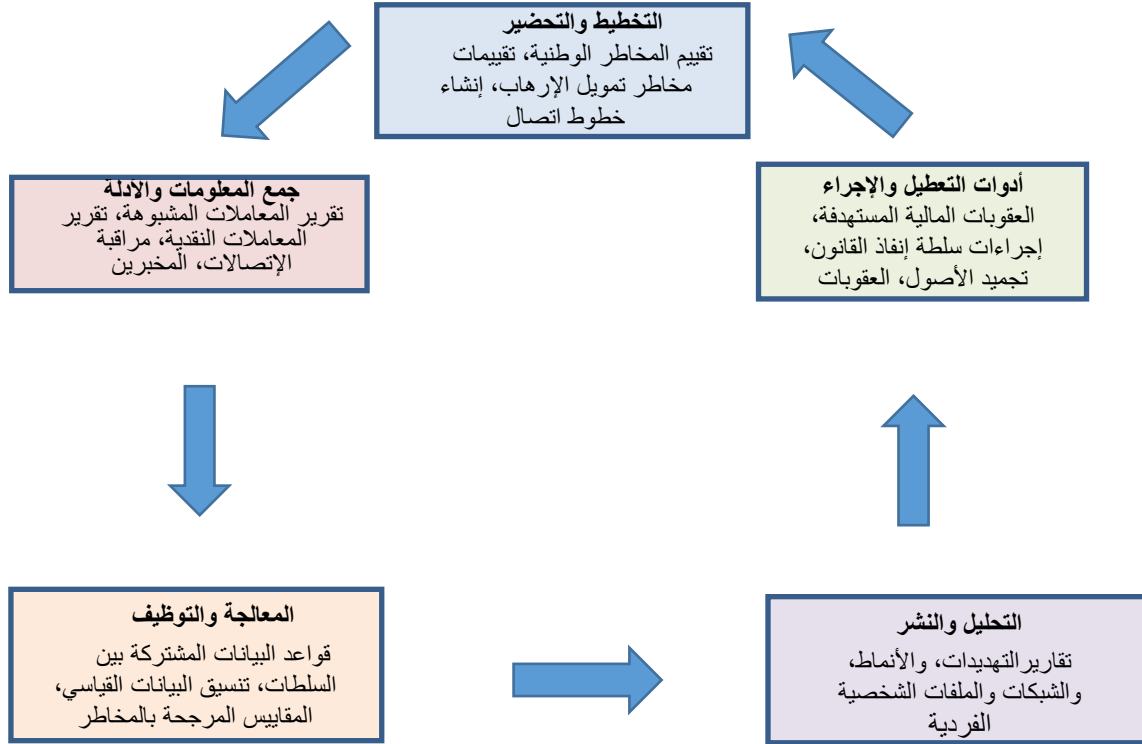 التخطيط والتحضير
تقييم المخاطر الوطنية، تقييمات
مخاطر تمويل الإرهاب، إنشاء
خطوط اتصال
أدوات التعطيل والإجراء
العقوبات المالية المستهدفة،
إجراءات سلطة إنفاذ القانون،
تجميد الأصول، العقوبات
جمع المعلومات والأدلة
تقرير المعاملات المشبوهة، تقرير
المعاملات النقدية، مراقبة
الإتصالات، المخبرين
التحليل والنشر
تقاريرالتهديدات، والأنماط،
والشبكات والملفات الشخصية
الفردية
المعالجة والتوظيف
قواعد البيانات المشتركة بين
السلطات، تنسيق البيانات القياسي،
المقاييس المرجحة بالمخاطر